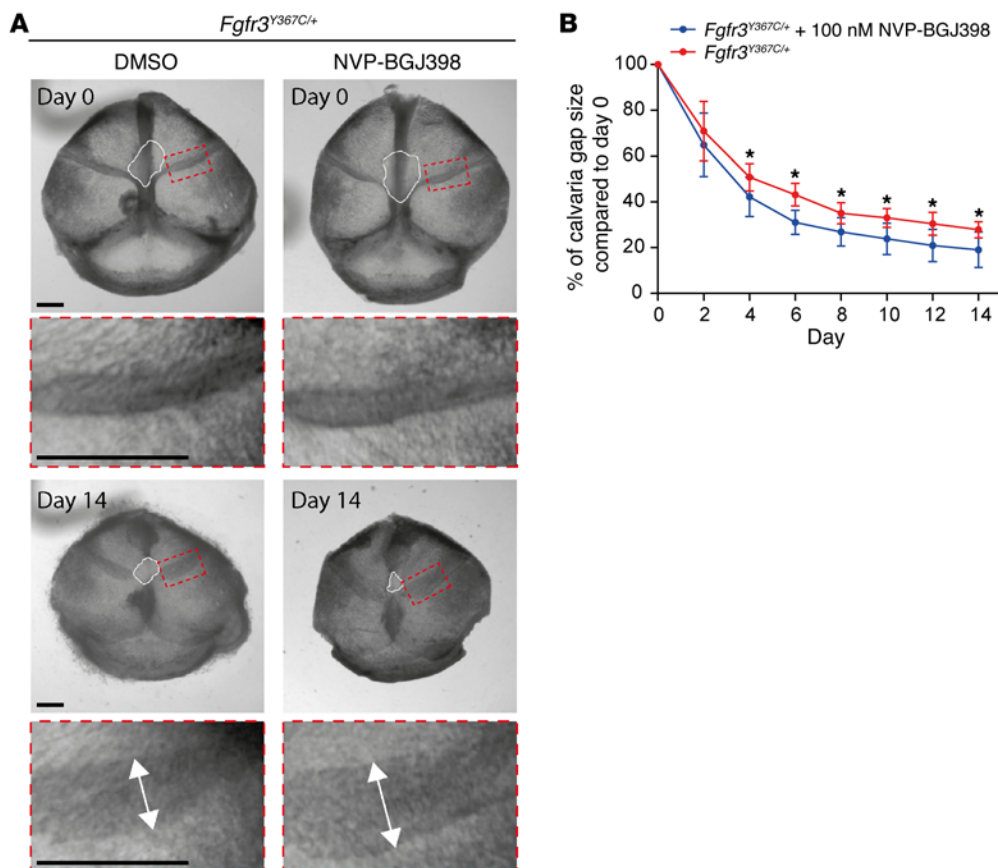 A
Fgfr3Y367C/+
DMSO
NVP-BGJ398
Day 0
Day 0
Day 14
Day 14
B
Fgfr3Y367C/+ + 100 nM NVP-BGJ398
Fgfr3Y367C/+
% of calvaria gap size
compared to day 0
100
80
60
40
20
0
* * * * * *
0 2 4 6 8 10 12 14
Day